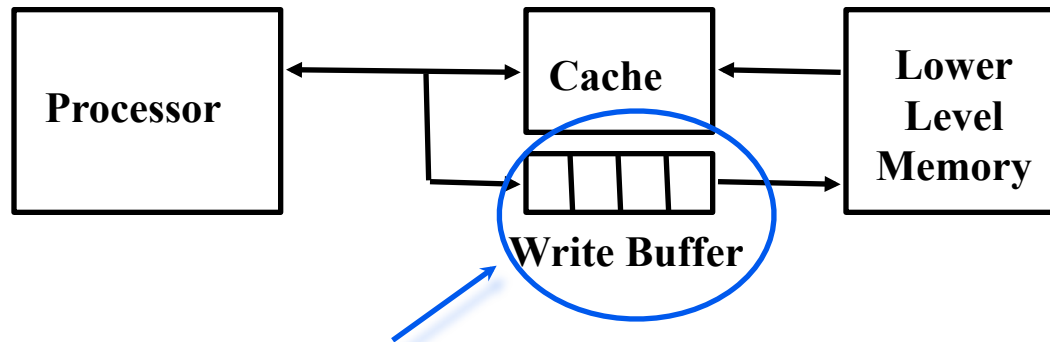 Processor
Cache
Lower
Level
Memory
Write Buffer